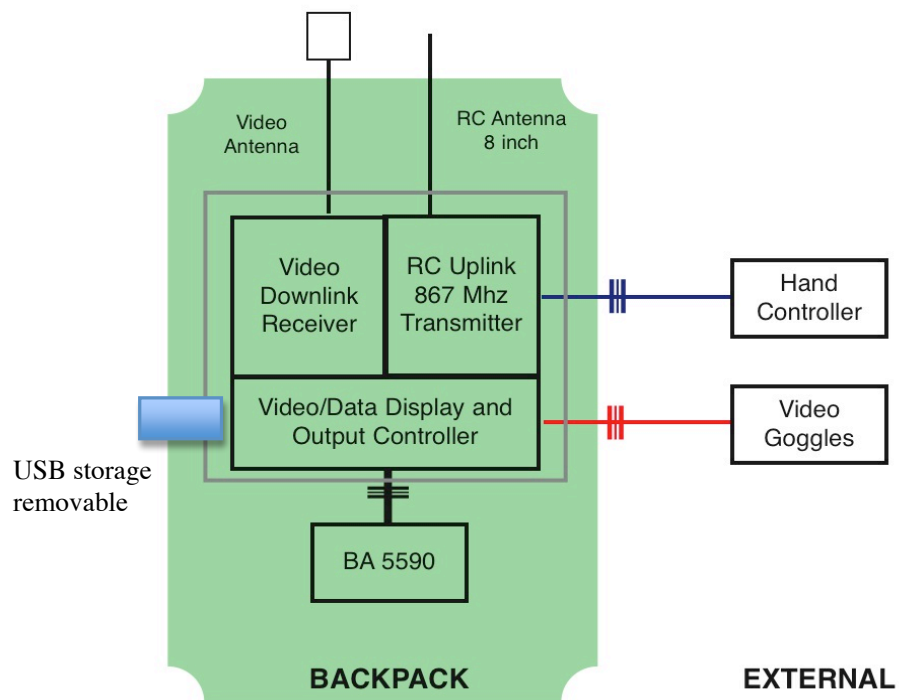 Video
Antenna
RC Antenna
8 inch
Video
Downlink
Receiver
RC Uplink
867 Mhz
Transmitter
Hand
Controller
Video/Data Display and
Output Controller
Video
Goggles
USB storage
removable
BA 5590
BACKPACK
EXTERNAL